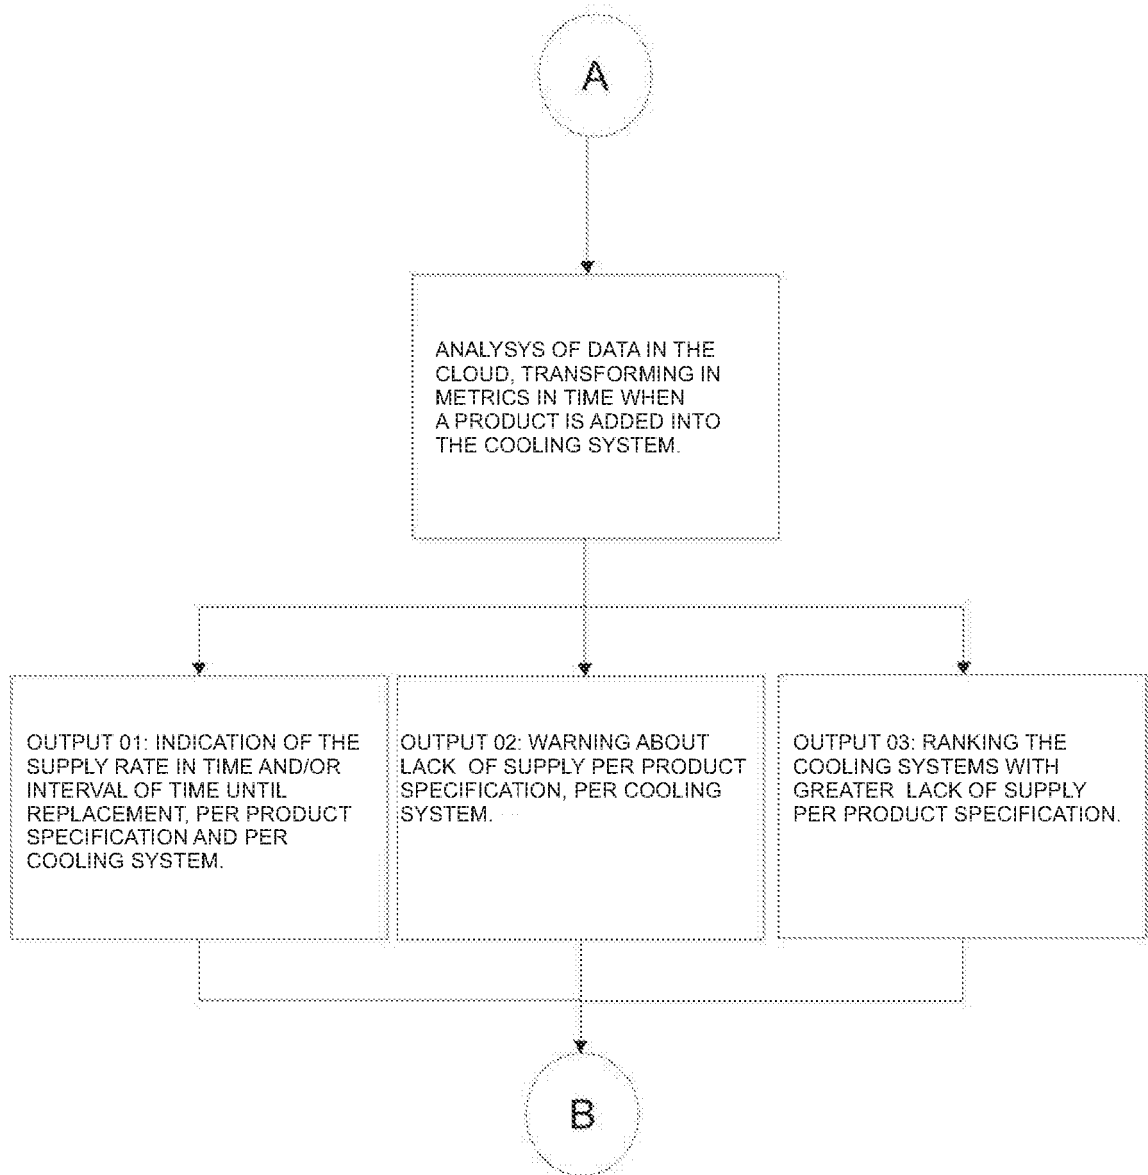 A
ANALYSYS OF DATA IN THE
CLOUD, TRANSFORMING IN
METRICS IN TIME WHEN
A PRODUCT IS ADDED INTO
THE COOLING SYSTEM.
OUTPUT 01: INDICATION OF THE
SUPPLY RATE IN TIME AND/OR
INTERVAL OF TIME UNTIL
REPLACEMENT, PER PRODUCT
SPECIFICATION AND PER
COOLING SYSTEM.
OUTPUT 02: WARNING ABOUT
LACK OF SUPPLY PER PRODUCT
SPECIFICATION, PER COOLING
SYSTEM.
OUTPUT 03: RANKING THE
COOLING SYSTEMS WITH
GREATER LACK OF SUPPLY
PER PRODUCT SPECIFICATION.
B